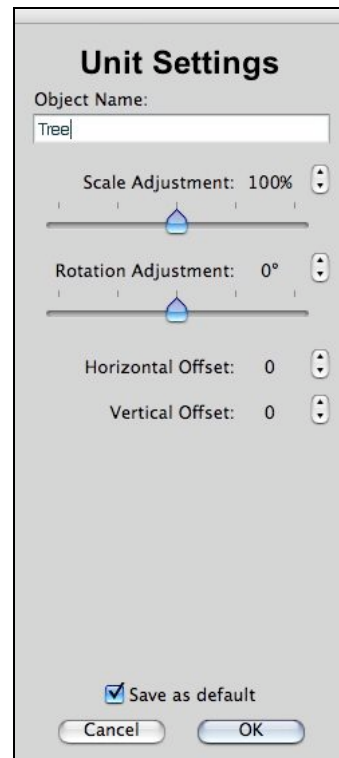 Unit Settings
Object Name:
Tree
Scale Adjustment: 100%
Rotation Adjustment: 0°
Horizontal Offset: 0
Vertical Offset: 0
Save as default
Cancel OK